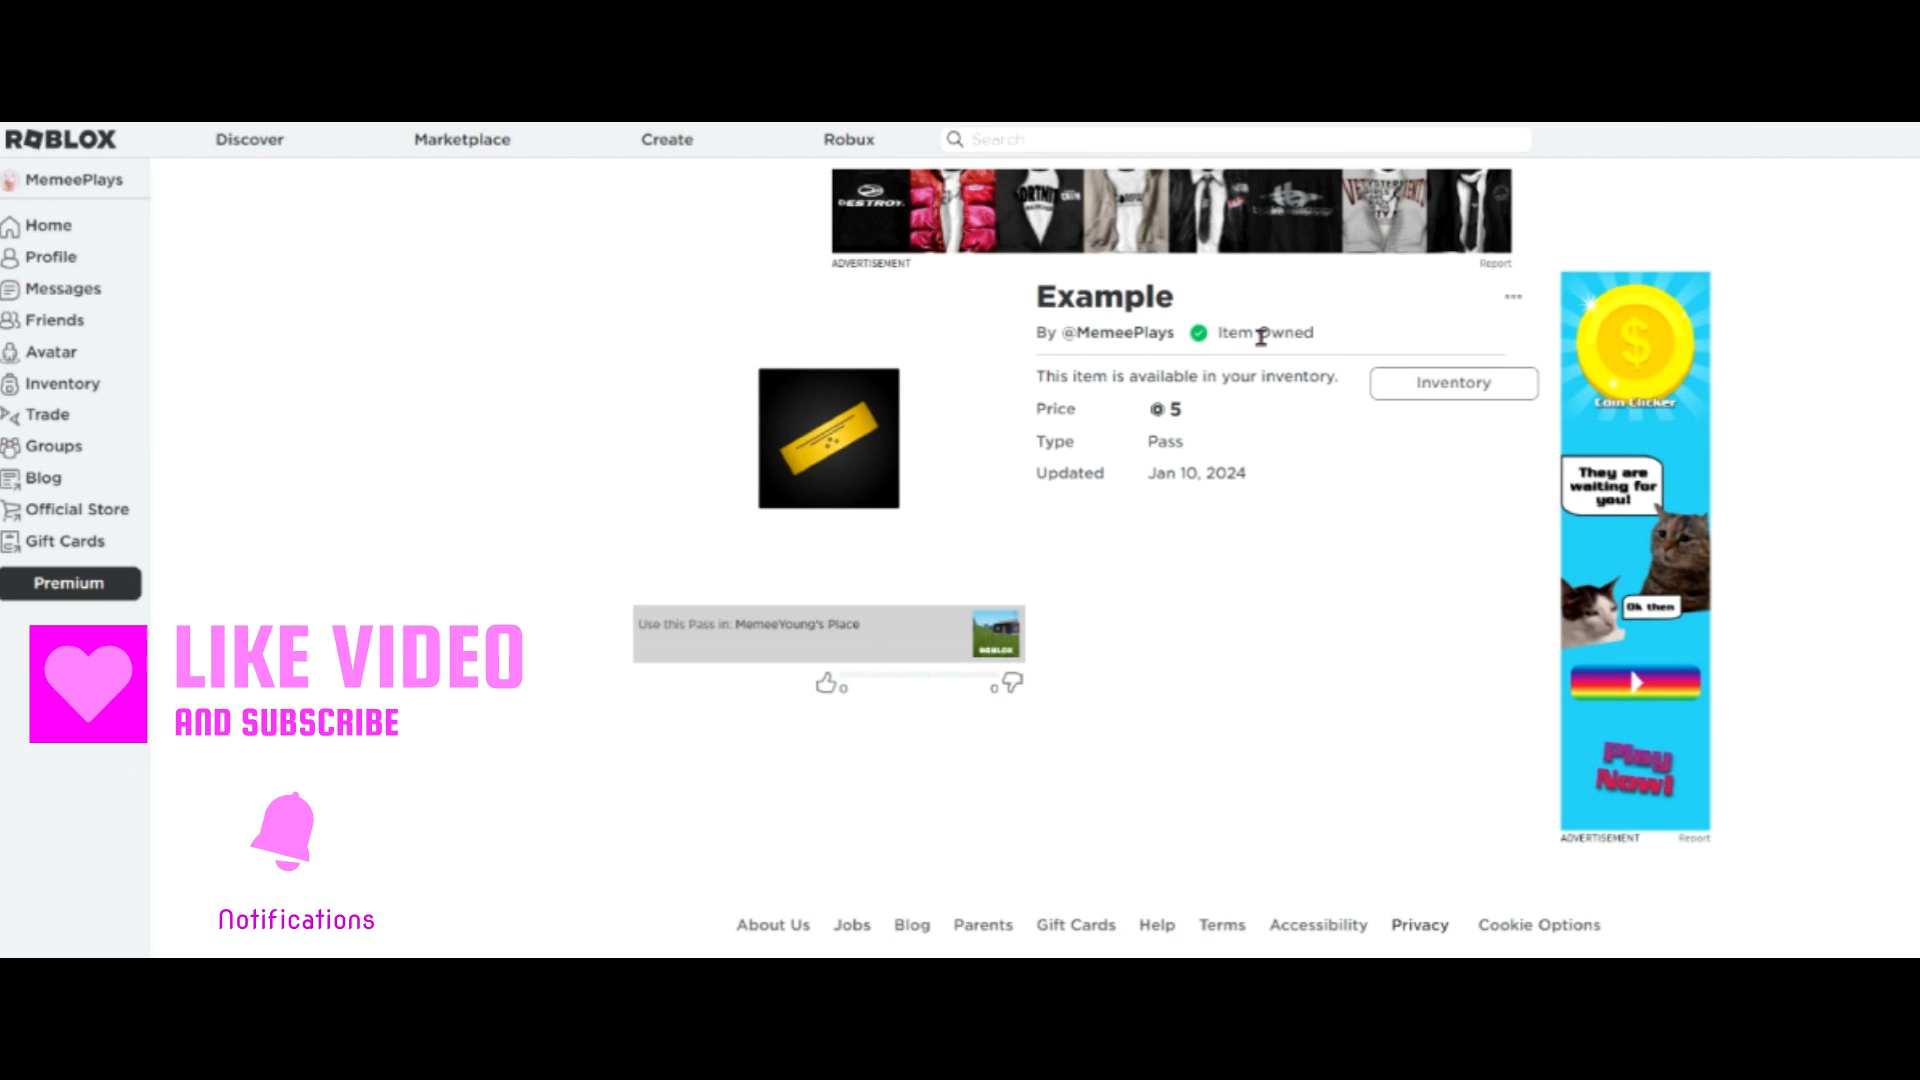 ROBLOX
Discover
Marketplace
Create
Robux
Search
MemeePlays
Home
Profile
Messages
Friends
Avatar
Inventory
Trade
Groups
Blog
Official Store
Gift Cards
Premium
DESTROY.
ADVERTISEMENT
Report
Example
By @MemeePlays
Item Owned
This item is available in your inventory.
Inventory
Price
5
Type
Pass
Updated
Jan 10, 2024
Use this Pass in: MemeeYoung's Place
ROBLOX
0
0
LIKE VIDEO
AND SUBSCRIBE
Notifications
$
Coin Clicker
They are
waiting for
you!
Ok then
Play
Now!
ADVERTISEMENT
Report
About Us
Jobs
Blog
Parents
Gift Cards
Help
Terms
Accessibility
Privacy
Cookie Options